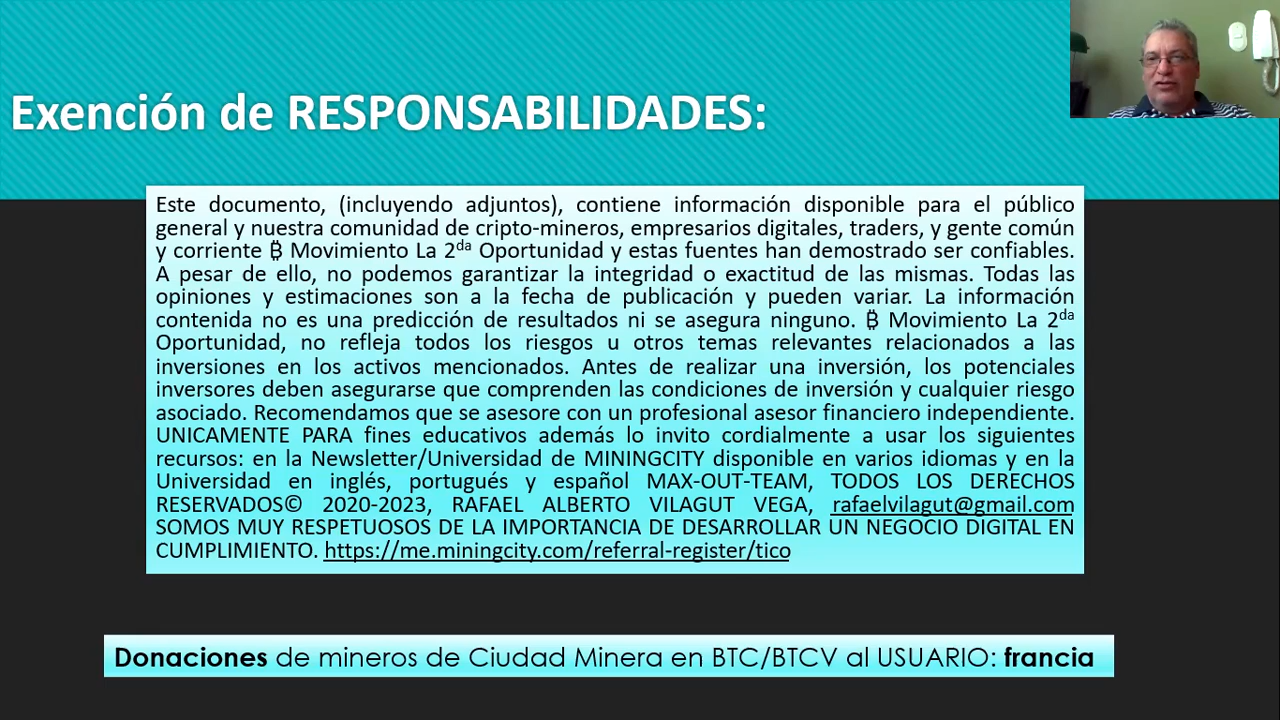 Exención de RESPONSABILIDADES:
Este documento, (incluyendo adjuntos), contiene información disponible para el público
general y nuestra comunidad de cripto-mineros, empresarios digitales, traders, y gente común
y corriente ₿ Movimiento La 2da Oportunidad y estas fuentes han demostrado ser confiables.
A pesar de ello, no podemos garantizar la integridad o exactitud de las mismas. Todas las
opiniones y estimaciones son a la fecha de publicación y pueden variar. La información
contenida no es una predicción de resultados ni se asegura ninguno. ₿ Movimiento La 2da
Oportunidad, no refleja todos los riesgos u otros temas relevantes relacionados a las
inversiones en los activos mencionados. Antes de realizar una inversión, los potenciales
inversores deben asegurarse que comprenden las condiciones de inversión y cualquier riesgo
asociado. Recomendamos que se asesore con un profesional asesor financiero independiente.
UNICAMENTE PARA fines educativos además lo invito cordialmente a usar los siguientes
recursos: en la Newsletter/Universidad de MININGCITY disponible en varios idiomas y en la
Universidad en inglés, portugués y español MAX-OUT-TEAM, TODOS LOS DERECHOS
RESERVADOS© 2020-2023, RAFAEL ALBERTO VILAGUT VEGA, rafaelvilagut@gmail.com
SOMOS MUY RESPETUOSOS DE LA IMPORTANCIA DE DESARROLLAR UN NEGOCIO DIGITAL EN
CUMPLIMIENTO. https://me.miningcity.com/referral-register/tico
Donaciones de mineros de Ciudad Minera en BTC/BTCV al USUARIO: francia